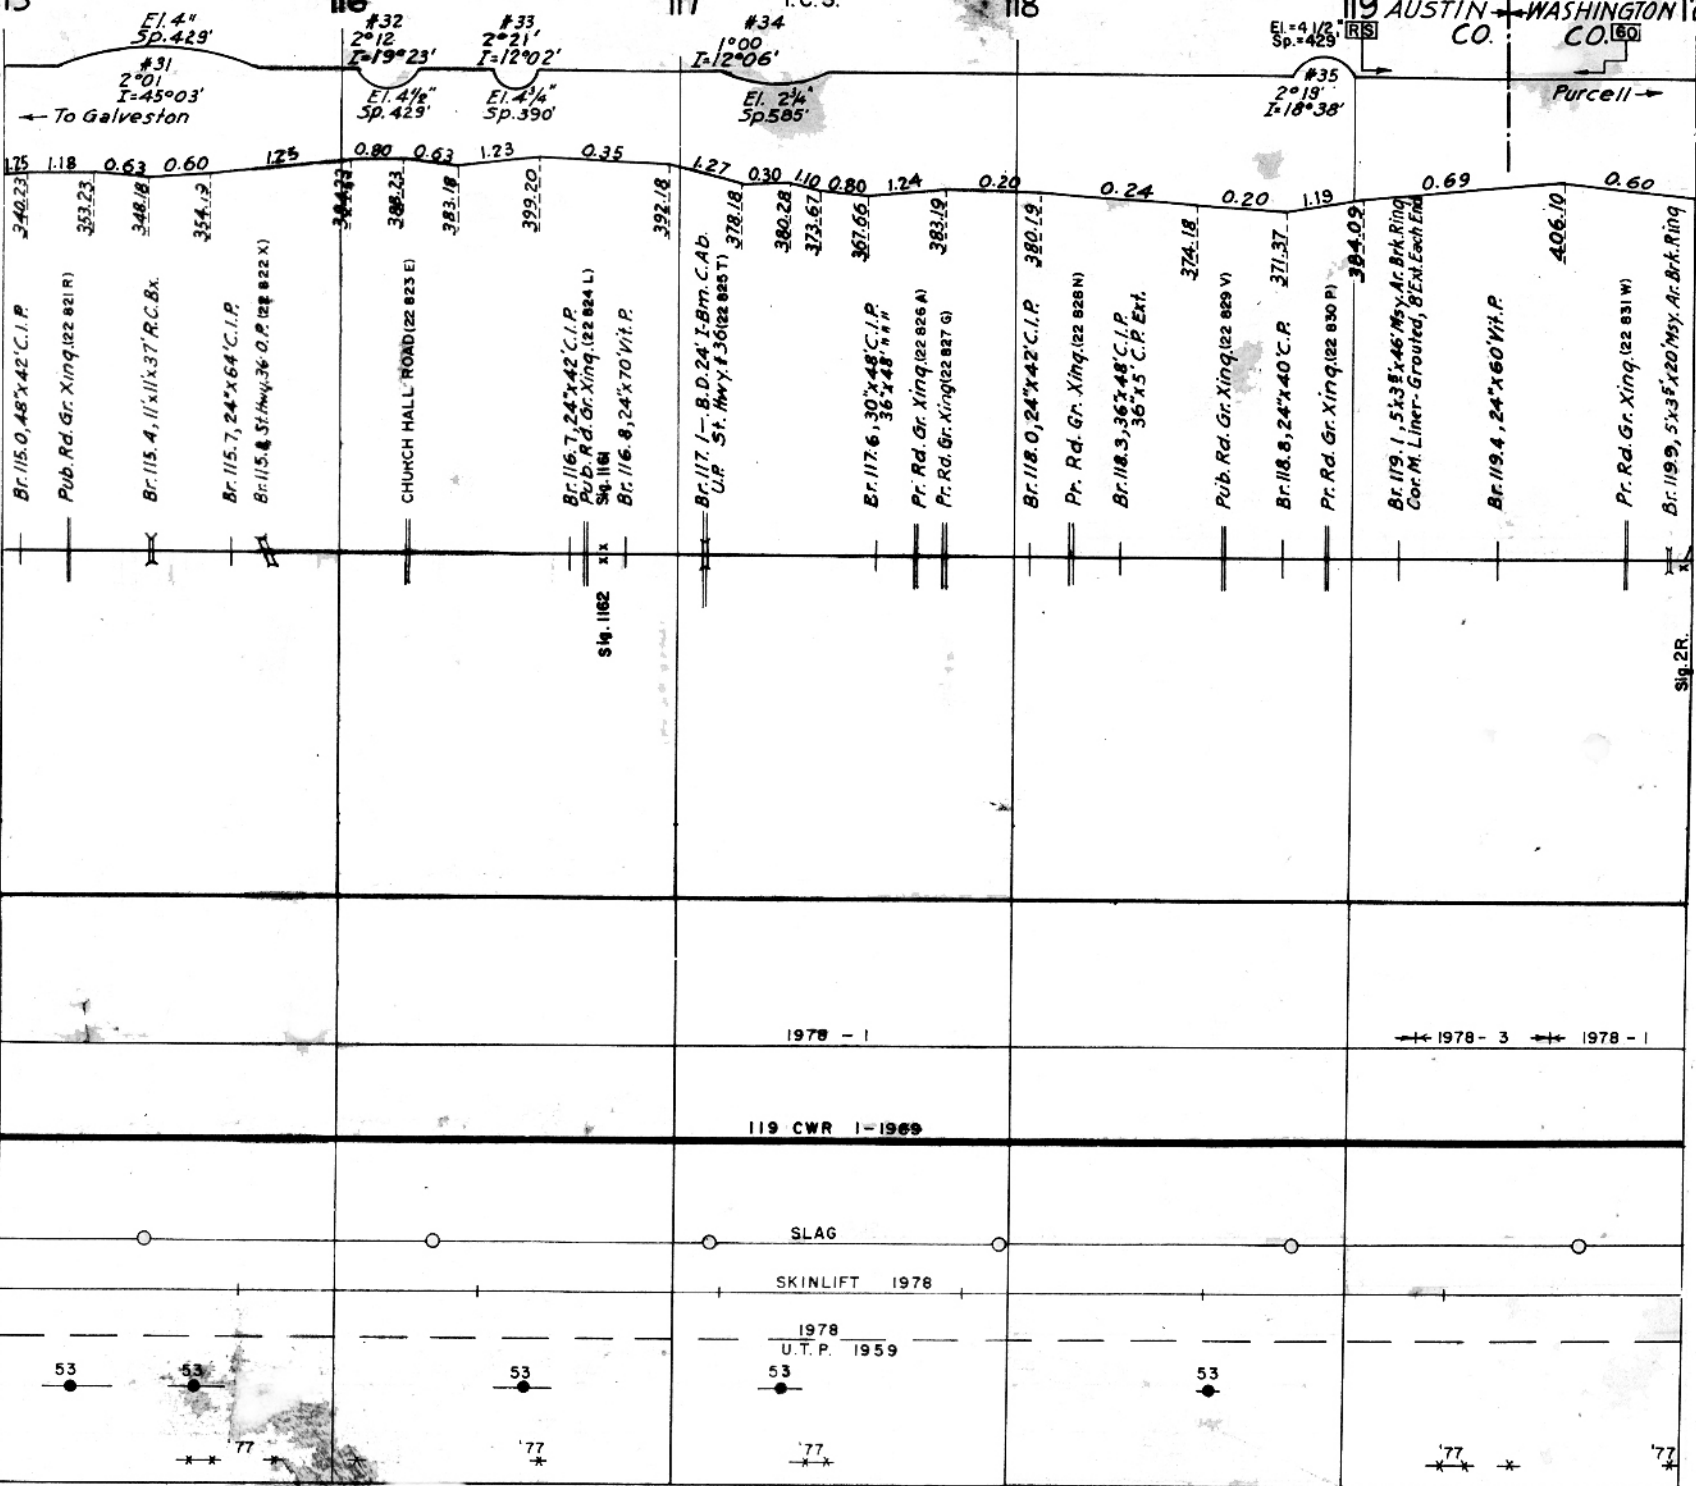 116
117
T.C.S.
118
119
AUSTIN CO.
WASHINGTON CO.
El. 4"
Sp. 429'
#31
2°01
I=45°03'
← To Galveston
#32
2°12
I=19°23'
El. 4½"
Sp. 429'
#33
2°21'
I=12°02'
El. 4¾"
Sp. 390'
#34
1°00
I=12°06'
El. 2¾"
Sp. 585'
El.=4 1/2"
Sp.=429'
RS
#35
2°19'
I=18°38'
60
Purcell →
1.75 1.18 0.63 0.60 1.25 0.80 0.63 1.23 0.35 1.27 0.30 1.10 0.80 1.24 0.20 0.24 0.20 1.19 0.69 0.60
340.23
353.23
348.18
354.19
383.18
399.20
392.18
378.18
380.28
373.67
367.66
383.19
380.19
374.18
371.37
384.09
406.10
Br. 115.0, 48"x42' C.I.P.
Pub. Rd. Gr. Xing. (22 821 R)
Br. 115.4, 11'x11'x37' R.C. Bx.
Br. 115.7, 24"x64' C.I.P.
Br. 115.8, St. Hwy. 36 O.P. (22 822 X)
CHURCH HALL ROAD (22 823 E)
Br. 116.7, 24"x42' C.I.P.
Pub. Rd. Gr. Xing. (22 824 L)
Sig. 1161
Br. 116.8, 24"x70' Vit. P.
Br. 117.1 – B.D. 24' I-Bm. C. Ab.
U.P. St. Hwy. #36 (22 825 T)
Br. 117.6, 30"x48' C.I.P.
36"x48' " " "
Pr. Rd. Gr. Xing. (22 826 A)
Pr. Rd. Gr. Xing (22 827 G)
Br. 118.0, 24"x42' C.I.P.
Pr. Rd. Gr. Xing. (22 828 N)
Br. 118.3, 36"x48' C.I.P.
36"x5' C.P. Ext.
Pub. Rd. Gr. Xing. (22 829 V)
Br. 118.8, 24"x40' C.P.
Pr. Rd. Gr. Xing. (22 830 P)
Br. 119.1, Msy. Ar. Brk. Ring
Cor. M. Liner - Grouted, 8' Ext. Each End
Br. 119.4, 24"x60' Vit. P.
Pr. Rd. Gr. Xing. (22 831 W)
Br. 119.9, Msy. Ar. Brk. Ring
Sig. 1162
Sig. 2R.
1978 - 1
1978 - 3
1978 - 1
119 CWR 1-1969
SLAG
SKINLIFT 1978
1978
U.T.P. 1959
53 53 53 53 53
'77 '77 '77 '77 '77